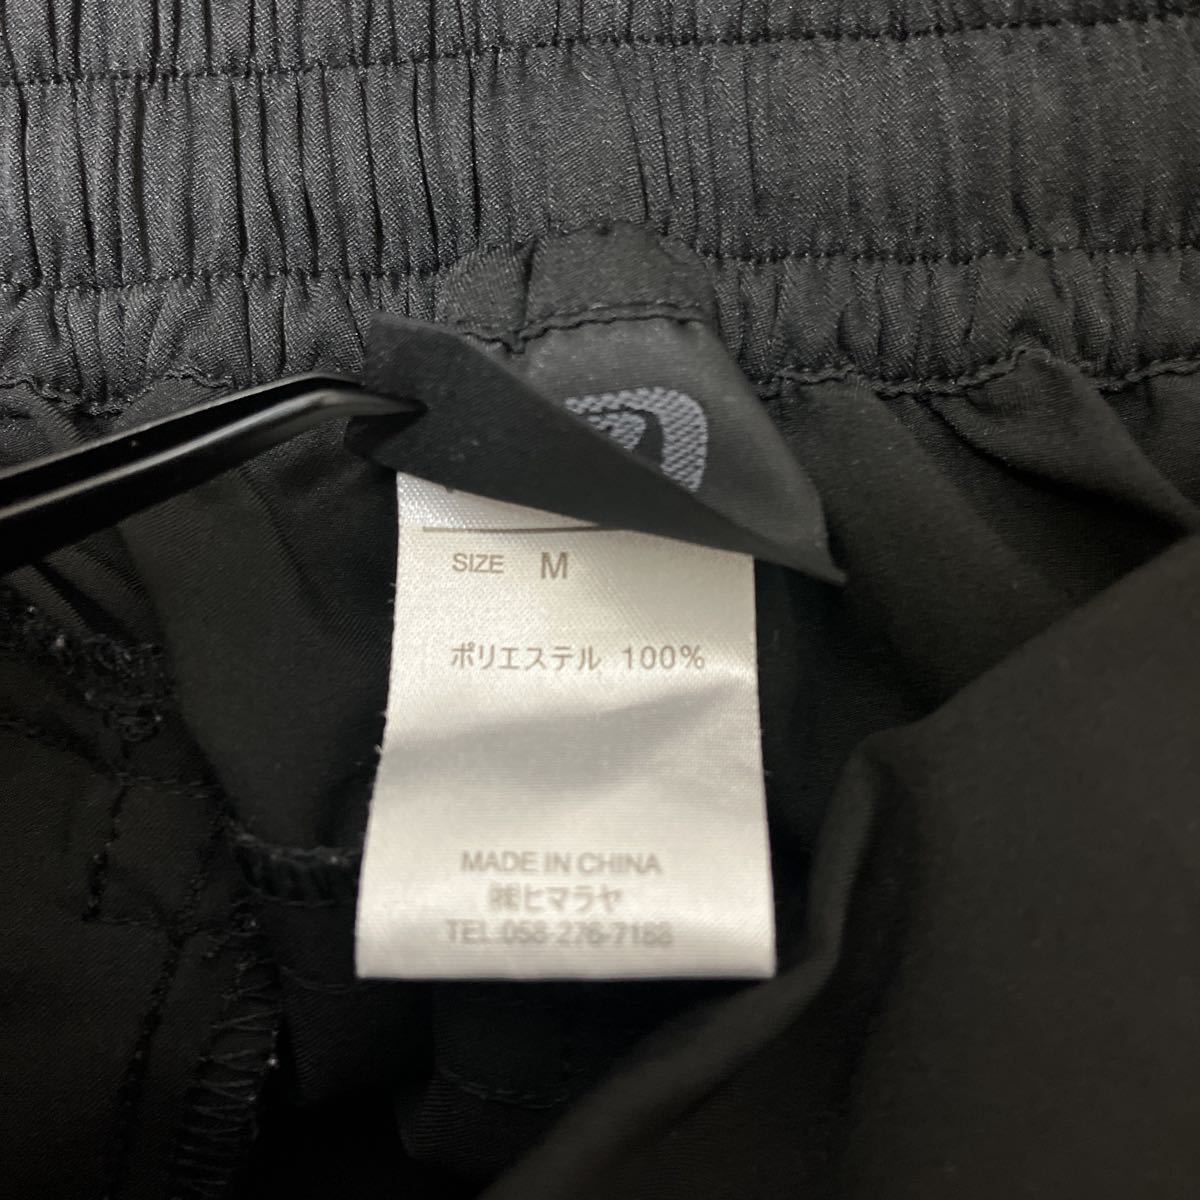 SIZE M
ポリエステル 100%
MADE IN CHINA
㈱ヒマラヤ
TEL 058-276-7188